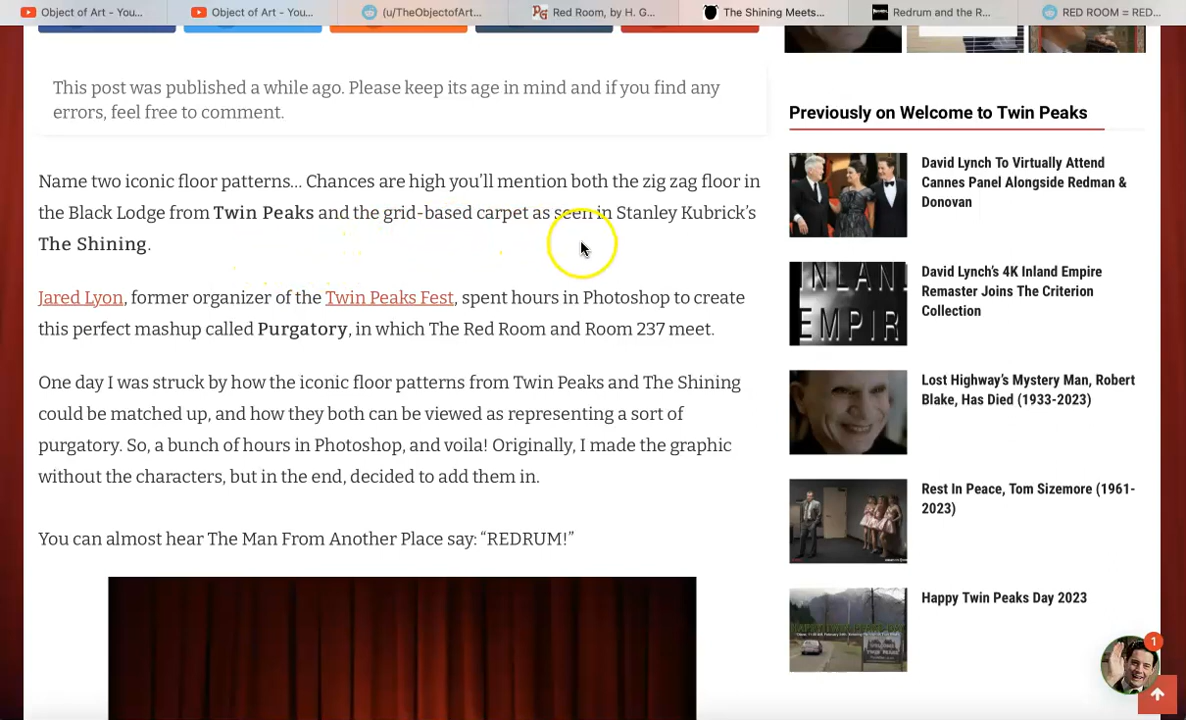 Object of Art - You...
Object of Art - You...
(u/TheObjectofArt...
Red Room, by H. G...
The Shining Meets...
Redrum and the R...
RED ROOM = RED...
This post was published a while ago. Please keep its age in mind and if you find any
errors, feel free to comment.
Name two iconic floor patterns... Chances are high you'll mention both the zig zag floor in
the Black Lodge from Twin Peaks and the grid-based carpet as seen in Stanley Kubrick's
The Shining.
Jared Lyon, former organizer of the Twin Peaks Fest, spent hours in Photoshop to create
this perfect mashup called Purgatory, in which The Red Room and Room 237 meet.
One day I was struck by how the iconic floor patterns from Twin Peaks and The Shining
could be matched up, and how they both can be viewed as representing a sort of
purgatory. So, a bunch of hours in Photoshop, and voila! Originally, I made the graphic
without the characters, but in the end, decided to add them in.
You can almost hear The Man From Another Place say: “REDRUM!”
Previously on Welcome to Twin Peaks
David Lynch To Virtually Attend
Cannes Panel Alongside Redman &
Donovan
NLAN
EMPIR
David Lynch's 4K Inland Empire
Remaster Joins The Criterion
Collection
Lost Highway's Mystery Man, Robert
Blake, Has Died (1933-2023)
Rest In Peace, Tom Sizemore (1961-
2023)
Happy Twin Peaks Day 2023
1